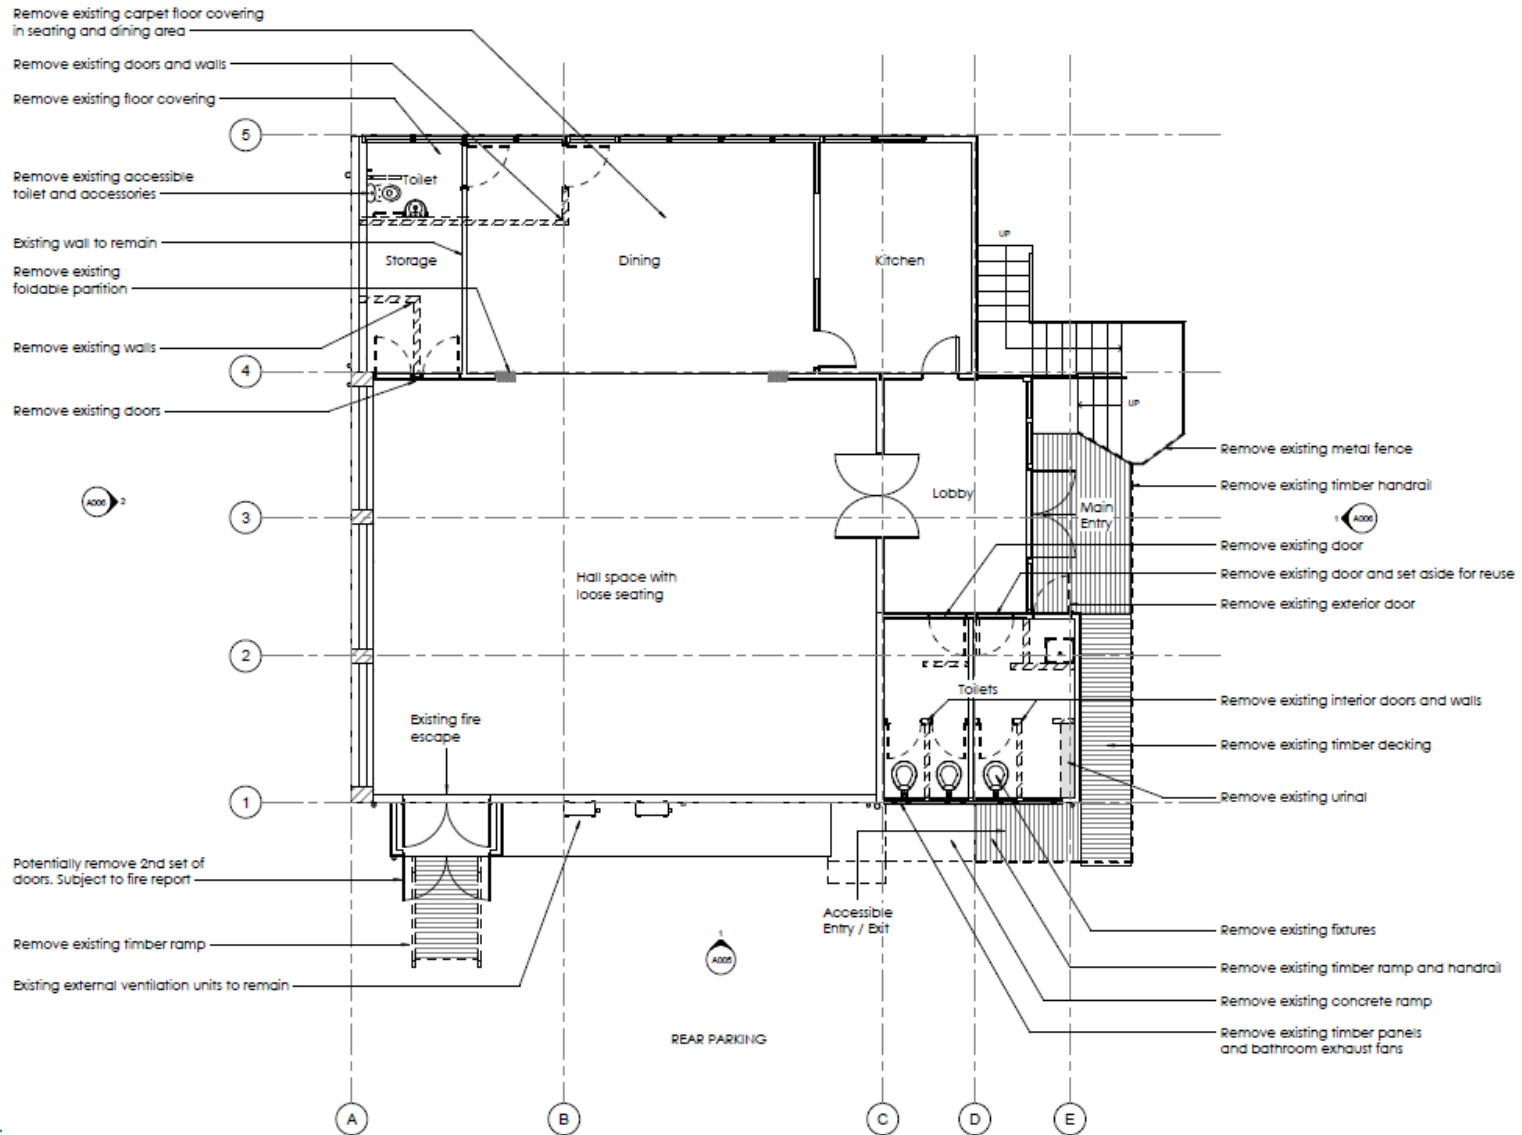 Remove existing carpet floor covering
in seating and dining area
Remove existing doors and walls
Remove existing floor covering
5
Remove existing accessible
toilet and accessories
Toilet
Existing wall to remain
Storage
Dining
Kitchen
UP
Remove existing
foldable partition
Remove existing walls
4
Remove existing doors
UP
Remove existing metal fence
Remove existing timber handrail
A006
2
3
Lobby
Main
Entry
1
A006
Remove existing door
Remove existing door and set aside for reuse
Remove existing exterior door
Hall space with
loose seating
2
Toilets
Remove existing interior doors and walls
Existing fire
escape
Remove existing timber decking
1
Remove existing urinal
Potentially remove 2nd set of
doors. Subject to fire report
Accessible
Entry / Exit
Remove existing fixtures
Remove existing timber ramp
1
A005
Remove existing timber ramp and handrail
Existing external ventilation units to remain
Remove existing concrete ramp
REAR PARKING
Remove existing timber panels
and bathroom exhaust fans
A
B
C
D
E